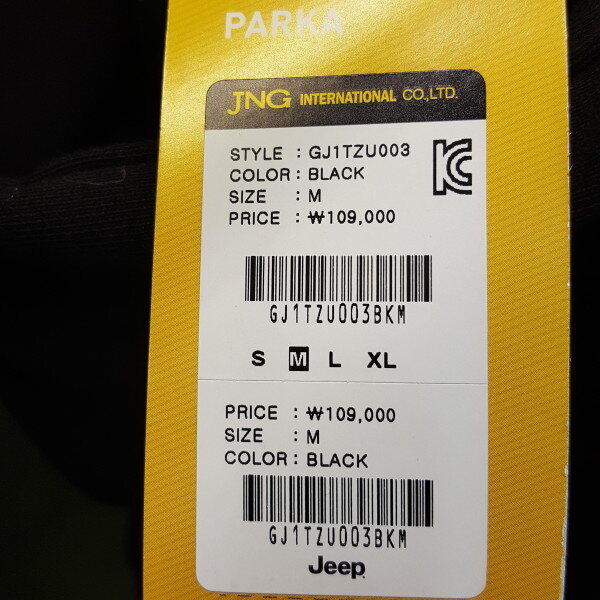 PARKA
JNG INTERNATIONAL CO.,LTD.
STYLE : GJ1TZU003
COLOR : BLACK
SIZE : M
PRICE : ₩109,000
GJ1TZU003BKM
S M L XL
PRICE : ₩109,000
SIZE : M
COLOR : BLACK
GJ1TZU003BKM
Jeep